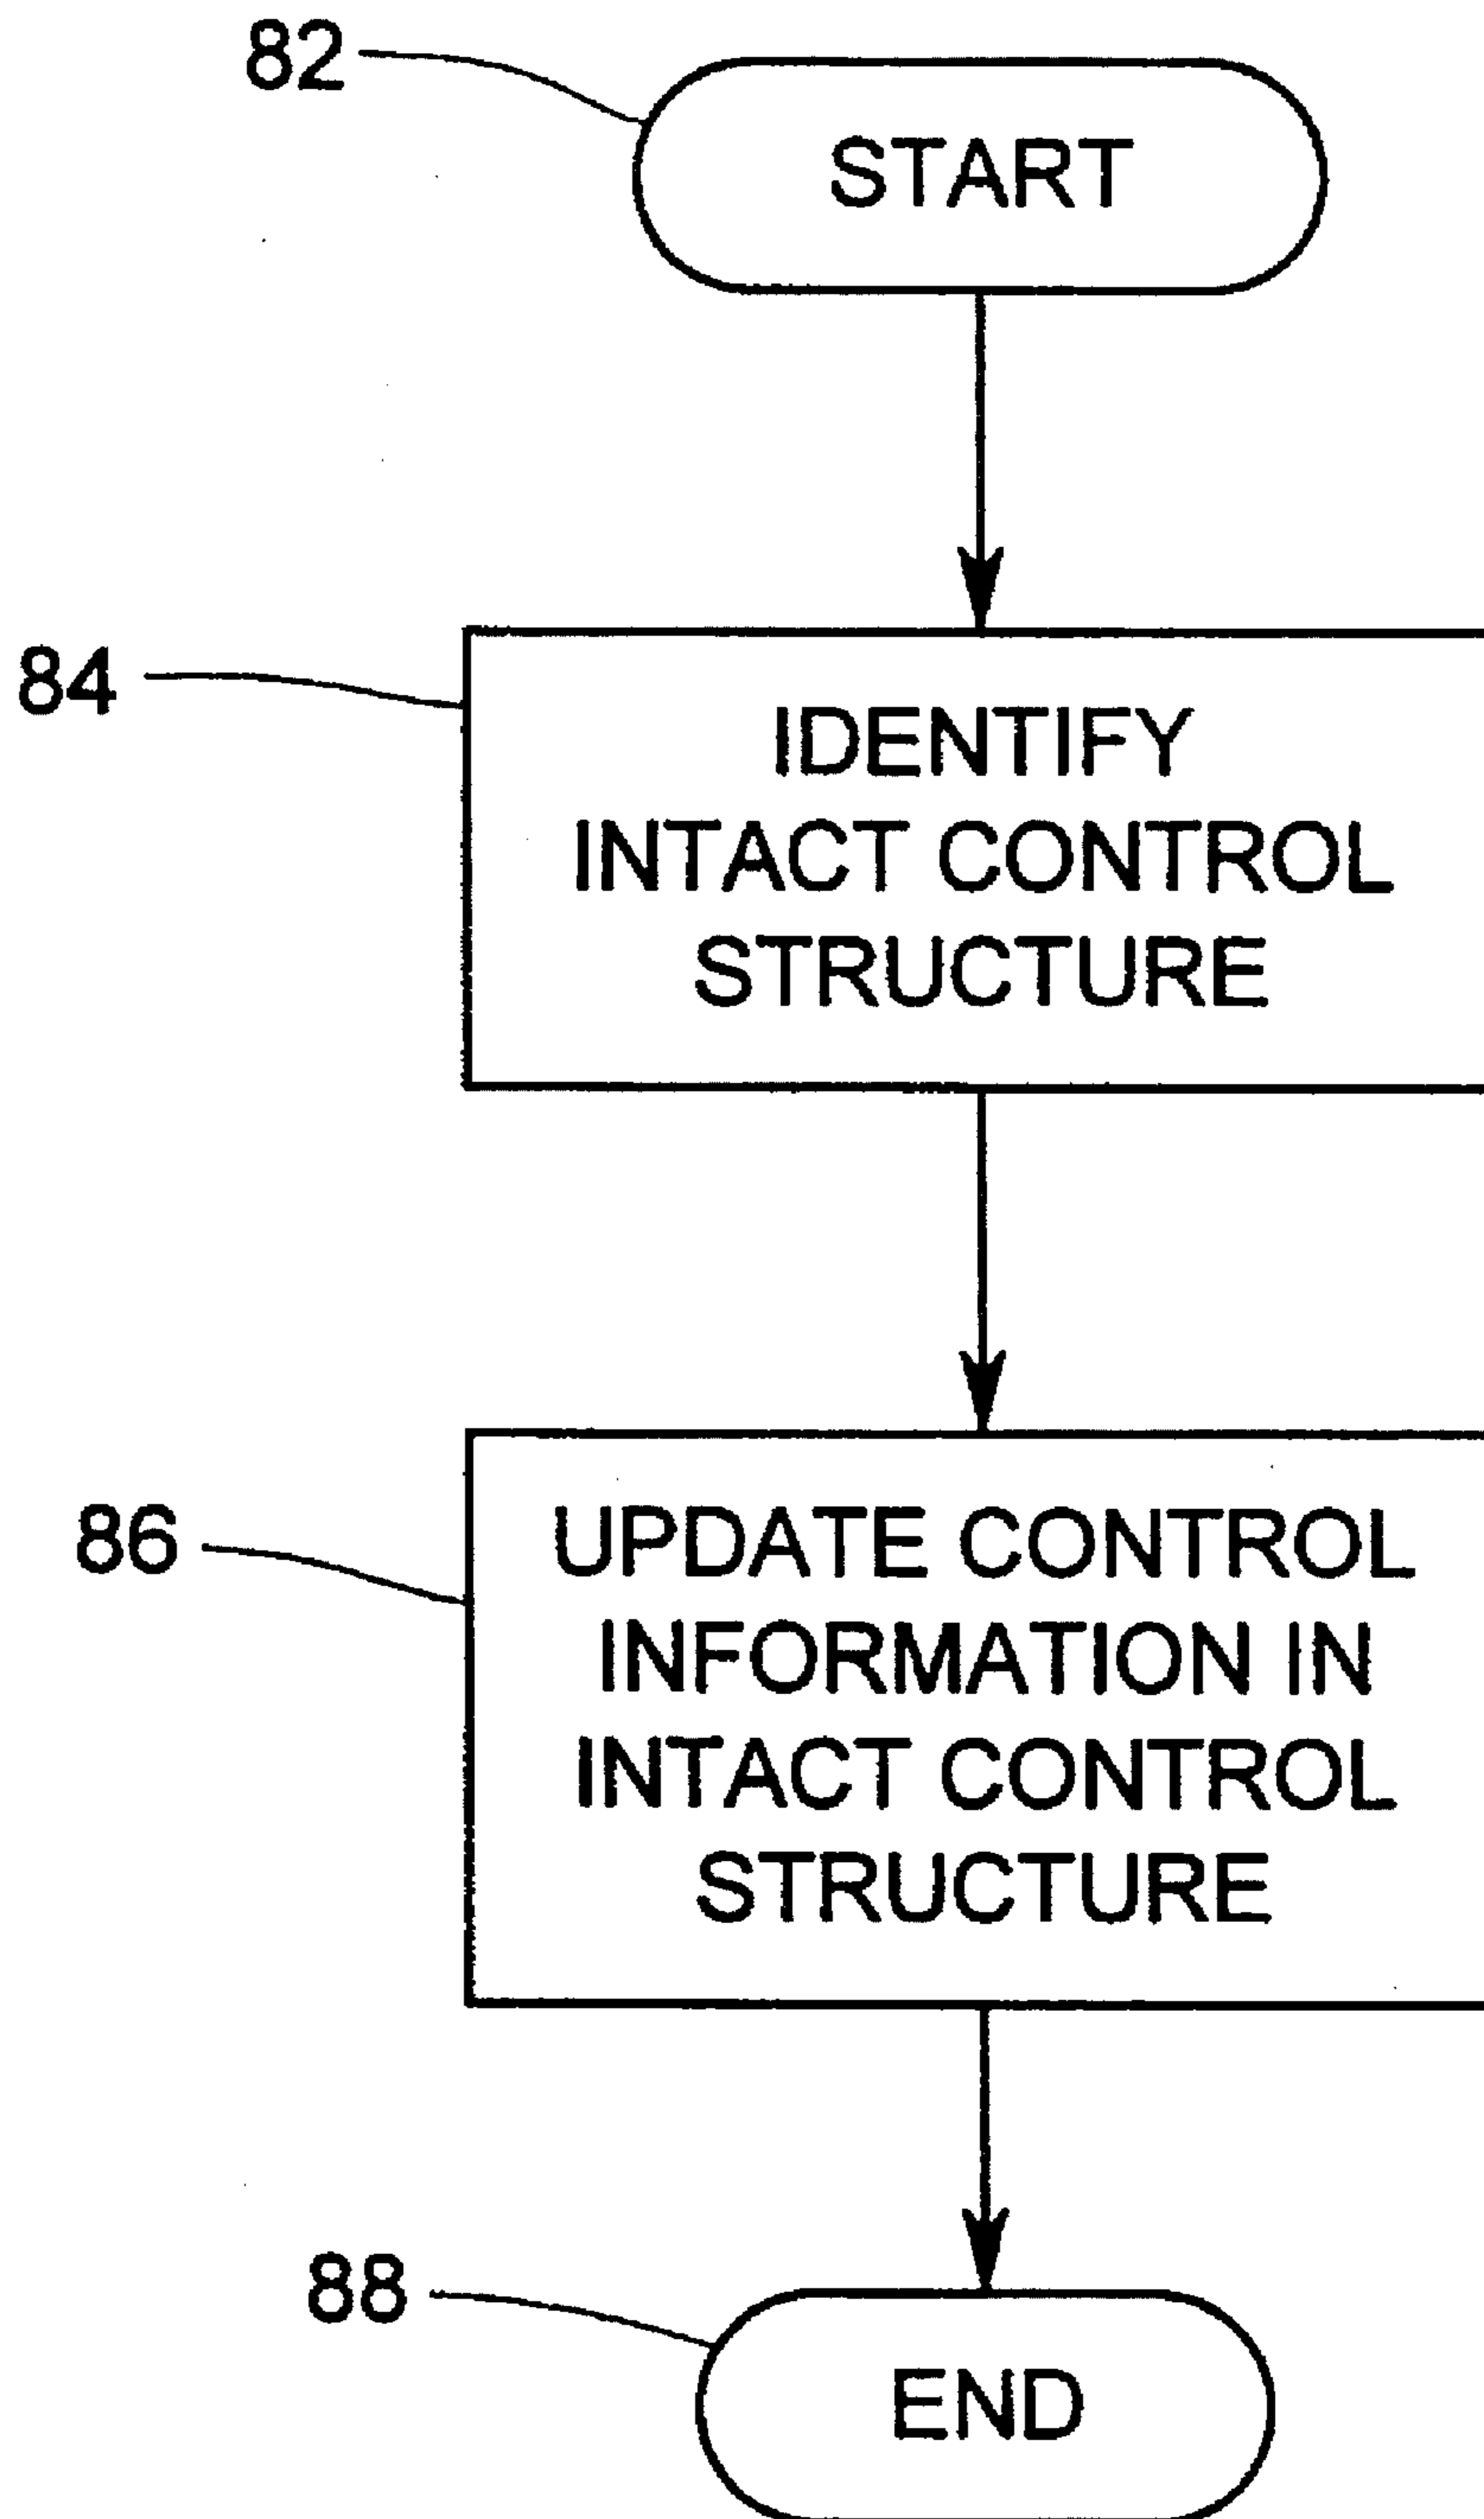 82
START
84
IDENTIFY
INTACT CONTROL
STRUCTURE
86
UPDATE CONTROL
INFORMATION IN
INTACT CONTROL
STRUCTURE
88
END